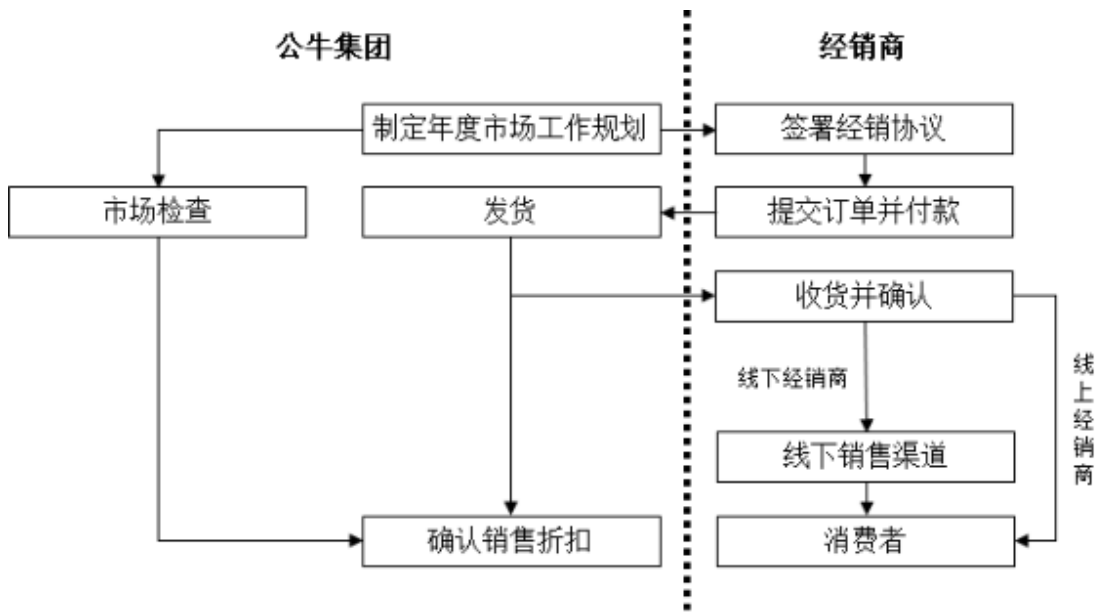 公牛集团
经销商
制定年度市场工作规划
签署经销协议
市场检查
发货
提交订单并付款
收货并确认
线下经销商
线上经销商
线下销售渠道
确认销售折扣
消费者